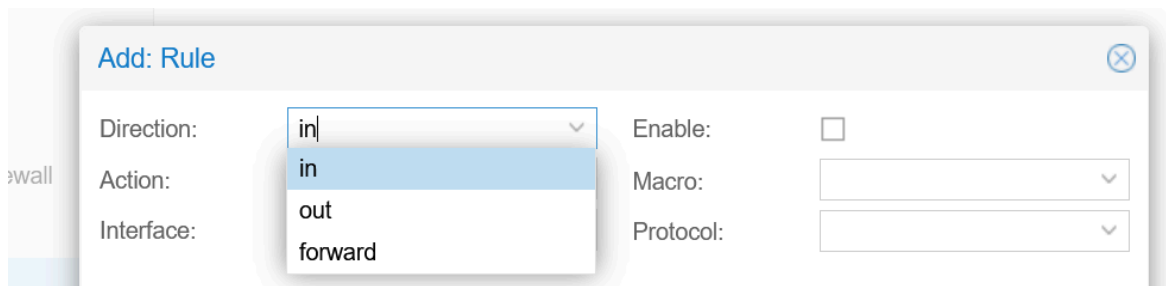 Add: Rule
Direction: in Enable:
in
ewall Action: Macro:
out
Interface: Protocol:
forward